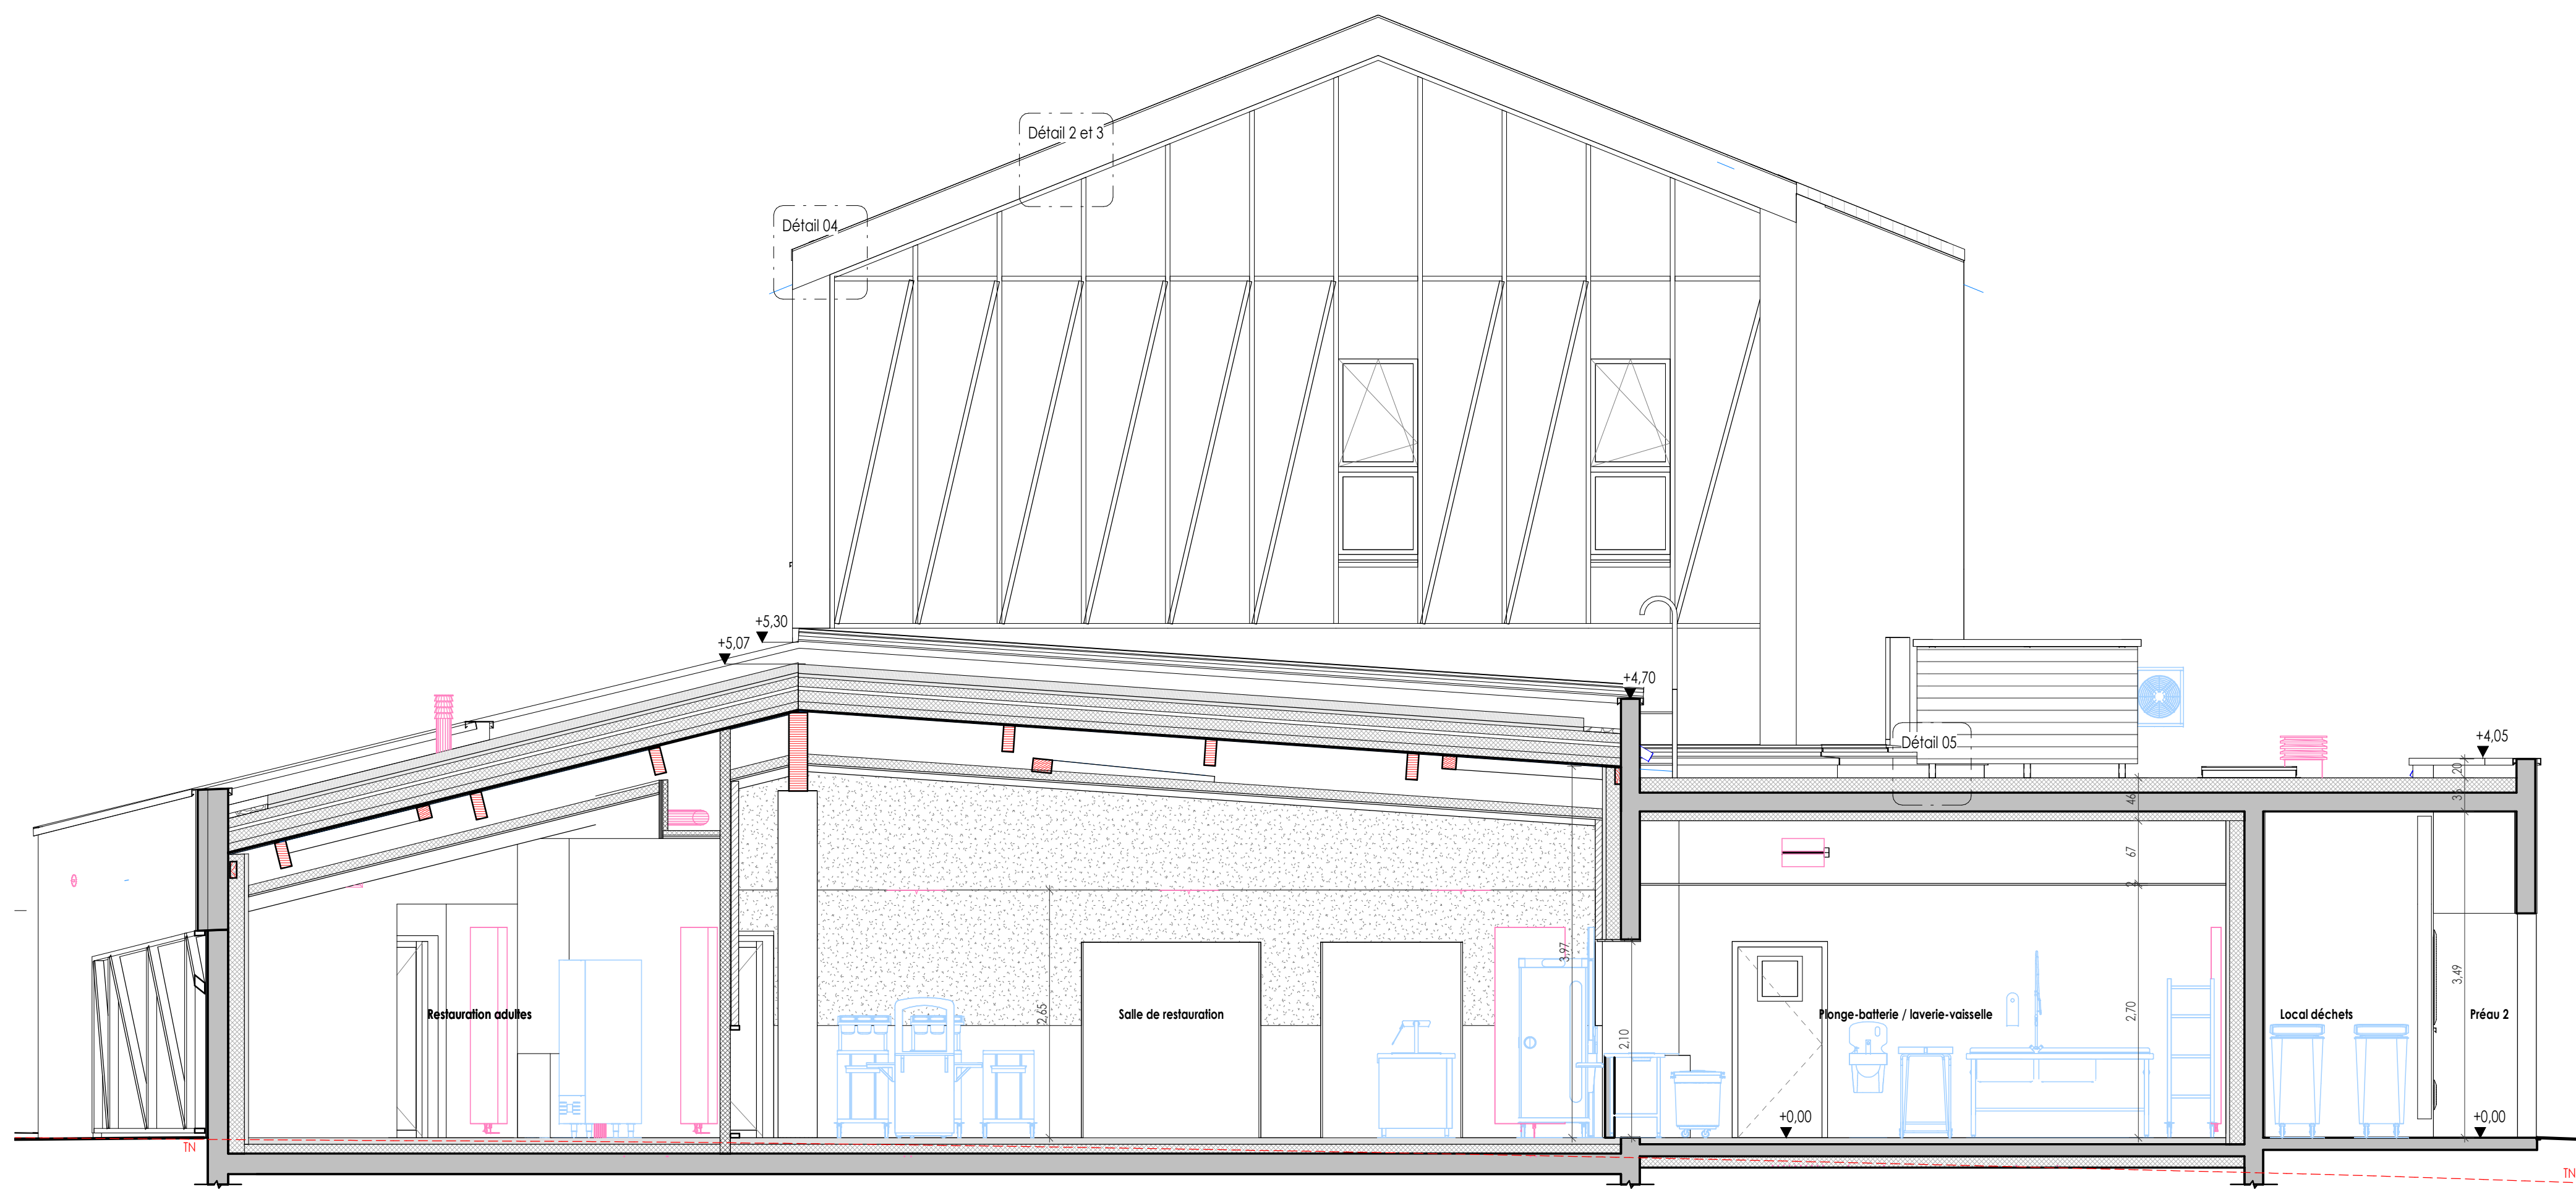 Détail 2 et 3
Détail 04
+5,30
+5,07
+4,70
Détail 05
+4,05
20
46
36
67
2
3,97
2,65
2,10
2,70
3,49
Restauration adultes
Salle de restauration
Plonge-batterie / laverie-vaisselle
Local déchets
Préau 2
+0,00
+0,00
TN
TN